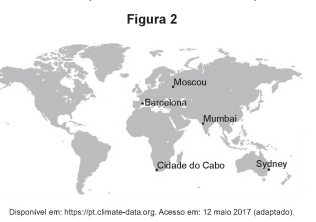 Figura 2
Moscou
Barcelona
Mumbai
Cidade do Cabo
Sydney
Disponível em: https://pt.climate-data.org. Acesso em: 12 maio 2017 (adaptado).